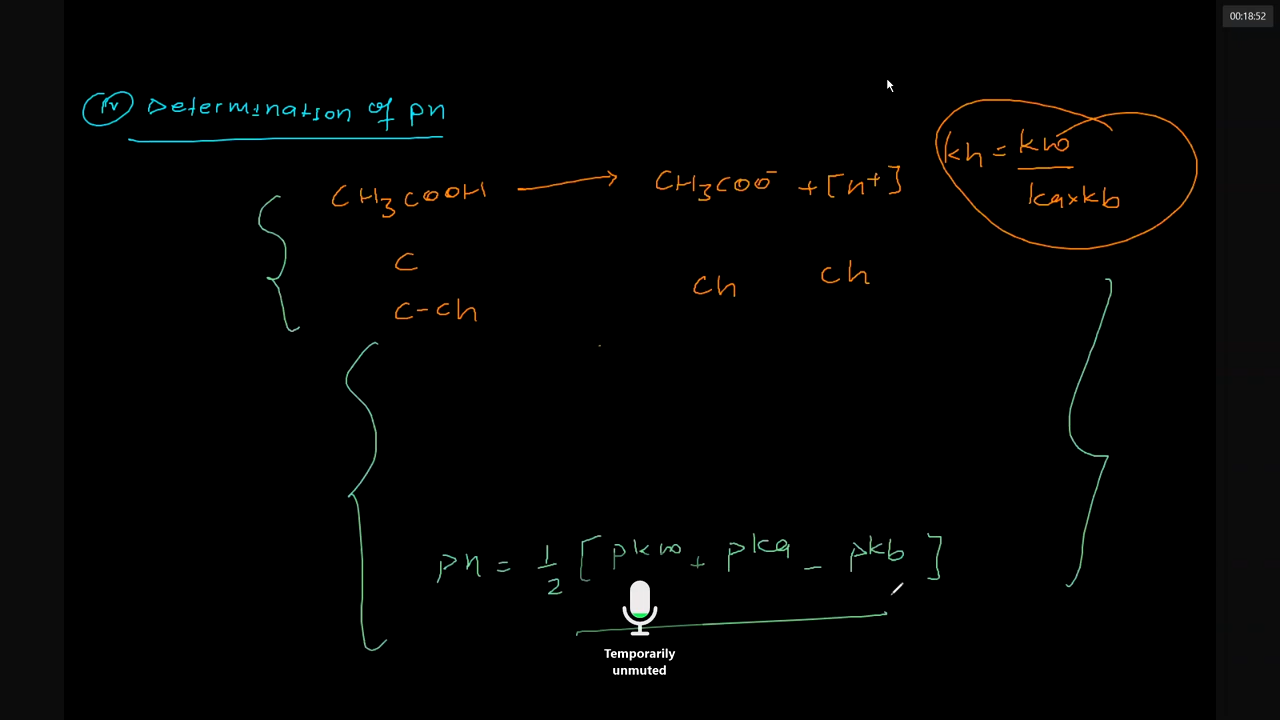 00:18:52
(iv) Determination of pH
Kh = Kw / Ka×Kb
CH3COOH → CH3COO⁻ + [H⁺]
C
Ch Ch
C-Ch
pH = 1/2 [pKw + pKa - pKb]
Temporarily
unmuted